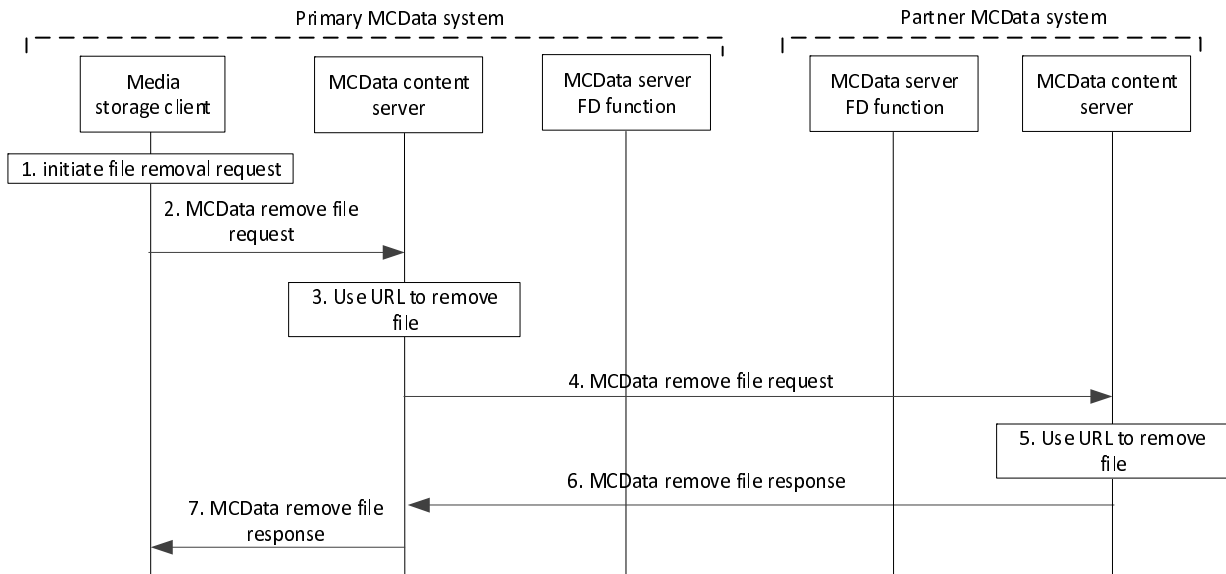 Primary MCData system
Partner MCData system
Media
storage client
MCData content
server
MCData server
FD function
MCData server
FD function
MCData content
server
1. initiate file removal request
2. MCData remove file
request
3. Use URL to remove
file
4. MCData remove file request
5. Use URL to remove
file
6. MCData remove file response
7. MCData remove file
response